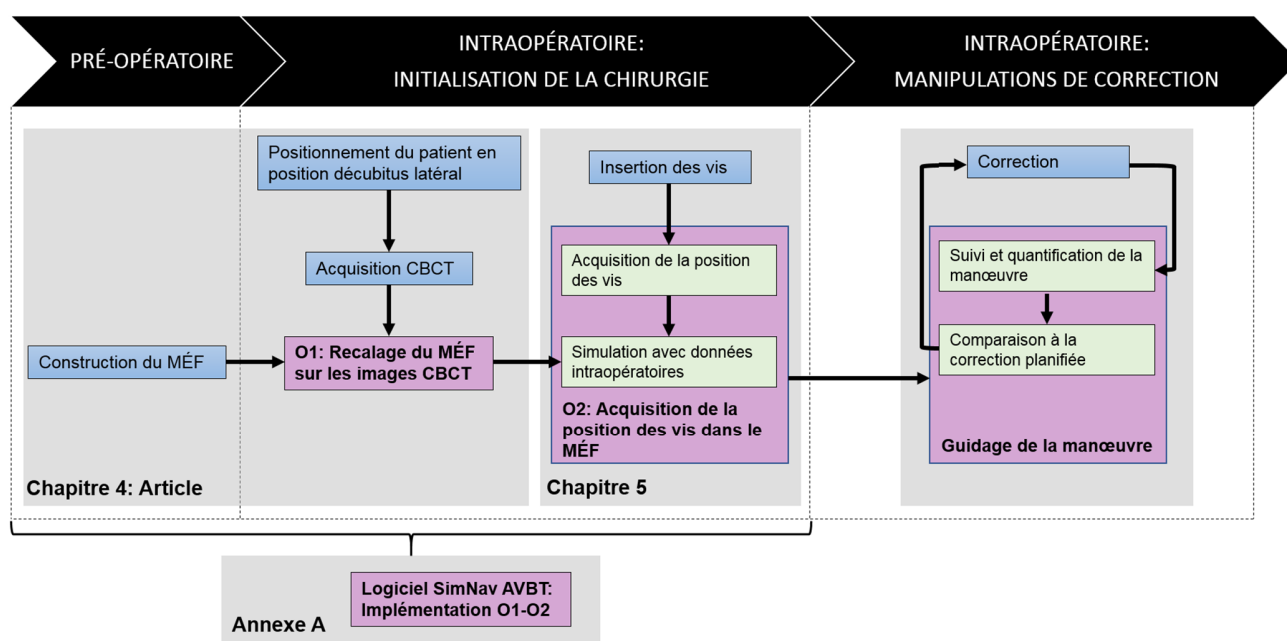 PRÉ-OPÉRATOIRE
INTRAOPÉRATOIRE:
INITIALISATION DE LA CHIRURGIE
INTRAOPÉRATOIRE:
MANIPULATIONS DE CORRECTION
Positionnement du patient en
position décubitus latéral
Acquisition CBCT
Construction du MÉF
O1: Recalage du MÉF
sur les images CBCT
Chapitre 4: Article
Insertion des vis
Acquisition de la position
des vis
Simulation avec données
intraopératoires
O2: Acquisition de la
position des vis dans le
MÉF
Chapitre 5
Correction
Suivi et quantification de la
manœuvre
Comparaison à la
correction planifiée
Guidage de la manœuvre
Logiciel SimNav AVBT:
Implémentation O1-O2
Annexe A